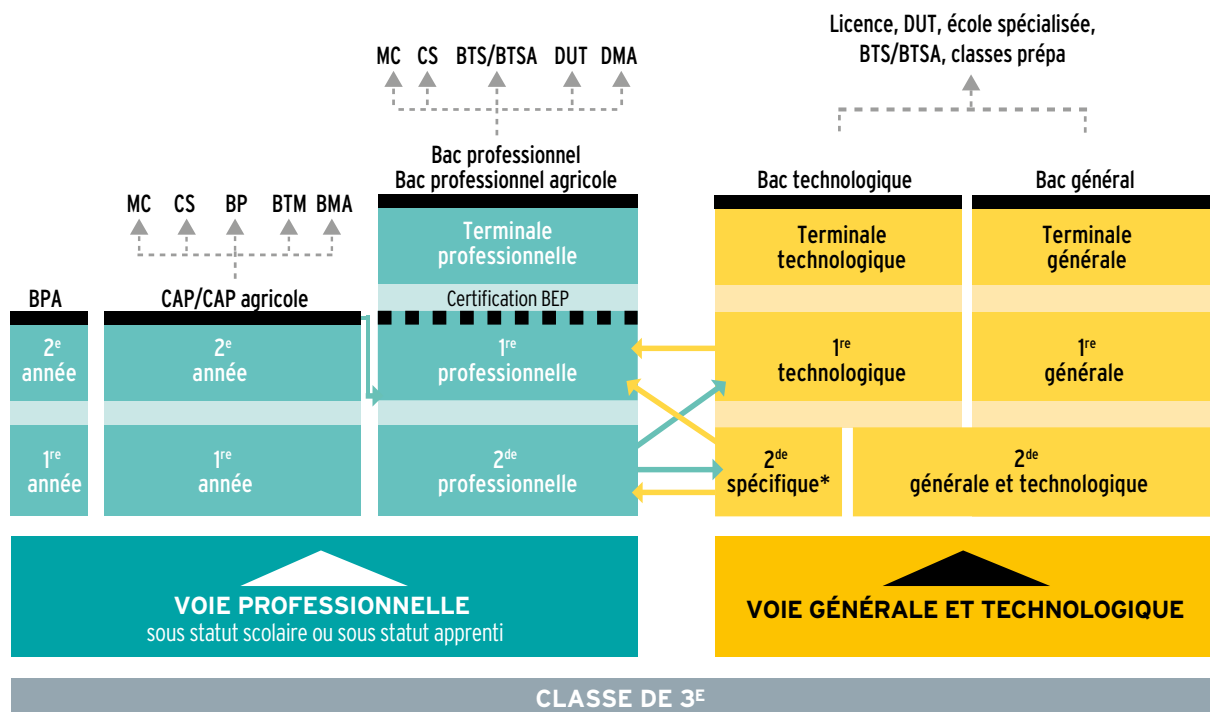 Licence, DUT, école spécialisée,
BTS/BTSA, classes prépa
MC CS BTS/BTSA DUT DMA
Bac professionnel
Bac professionnel agricole
Bac technologique
Bac général
MC CS BP BTM BMA
Terminale
professionnelle
Terminale
technologique
Terminale
générale
BPA
CAP/CAP agricole
Certification BEP
2e
année
2e
année
1re
professionnelle
1re
technologique
1re
générale
1re
année
1re
année
2de
professionnelle
2de
spécifique*
2de
générale et technologique
VOIE PROFESSIONNELLE
sous statut scolaire ou sous statut apprenti
VOIE GÉNÉRALE ET TECHNOLOGIQUE
CLASSE DE 3E